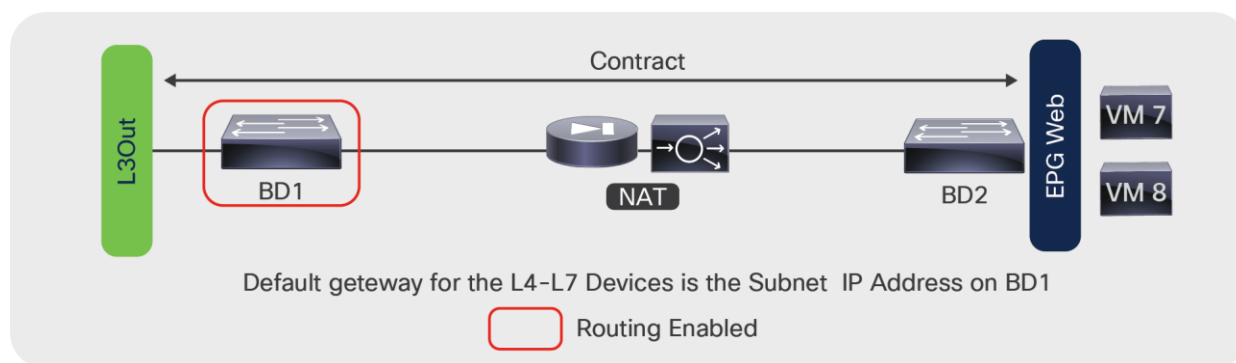 Contract
L3Out
BD1
NAT
BD2
EPG Web
VM 7
VM 8
Default geteway for the L4-L7 Devices is the Subnet IP Address on BD1
Routing Enabled